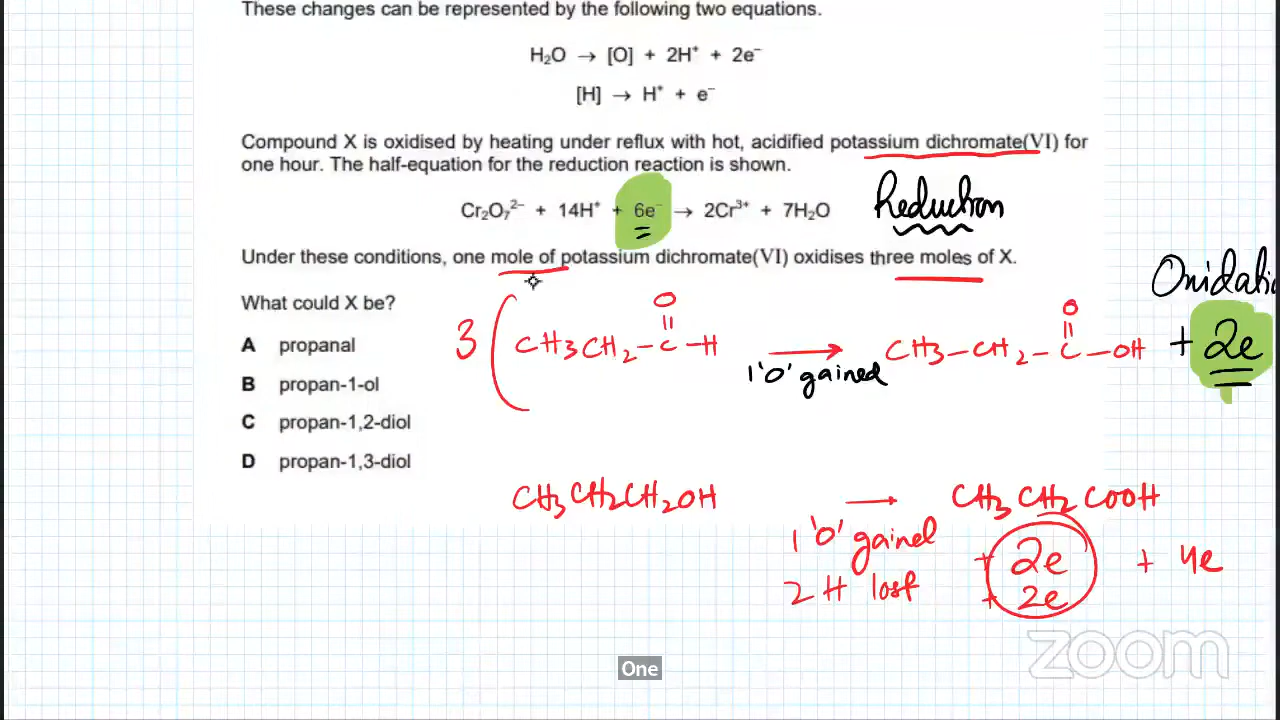 These changes can be represented by the following two equations.
H₂O → [O] + 2H⁺ + 2e⁻
[H] → H⁺ + e⁻
Compound X is oxidised by heating under reflux with hot, acidified potassium dichromate(VI) for
one hour. The half-equation for the reduction reaction is shown.
Cr₂O₇²⁻ + 14H⁺ + 6e⁻ → 2Cr³⁺ + 7H₂O
Reduction
Under these conditions, one mole of potassium dichromate(VI) oxidises three moles of X.
Oxidatio
What could X be?
A propanal
B propan-1-ol
C propan-1,2-diol
D propan-1,3-diol
O
||
3 ( CH3CH2-C-H → CH3-CH2-C-OH + 2e
O
||
1 'O' gained
CH3CH2CH2OH → CH3CH2COOH
1 'O' gained + 2e + 4e
2 H lost + 2e
One
zoom